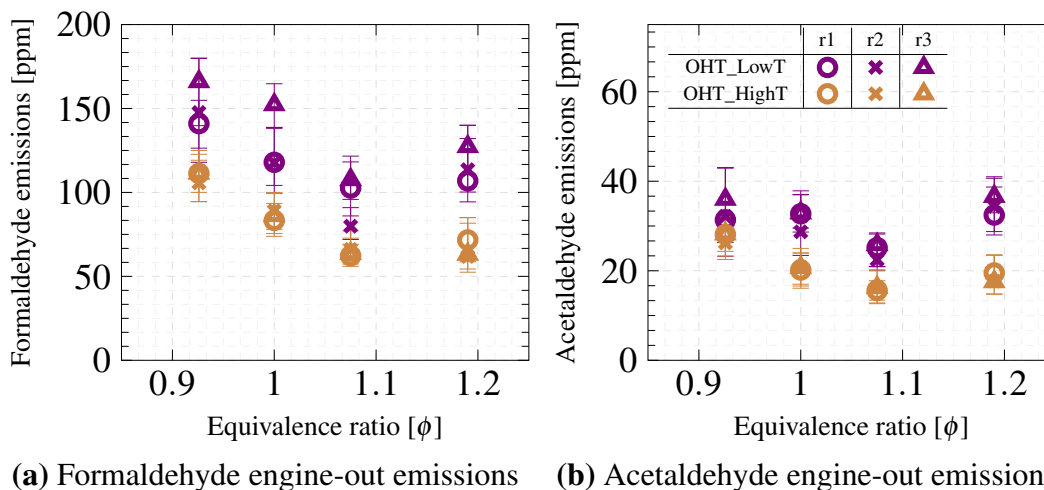 Formaldehyde emissions [ppm]
200
150
100
50
0
0.9 1 1.1 1.2
Equivalence ratio [ϕ]
(a) Formaldehyde engine-out emissions
Acetaldehyde emissions [ppm]
60
40
20
0
r1 r2 r3
OHT_LowT
OHT_HighT
0.9 1 1.1 1.2
Equivalence ratio [ϕ]
(b) Acetaldehyde engine-out emission